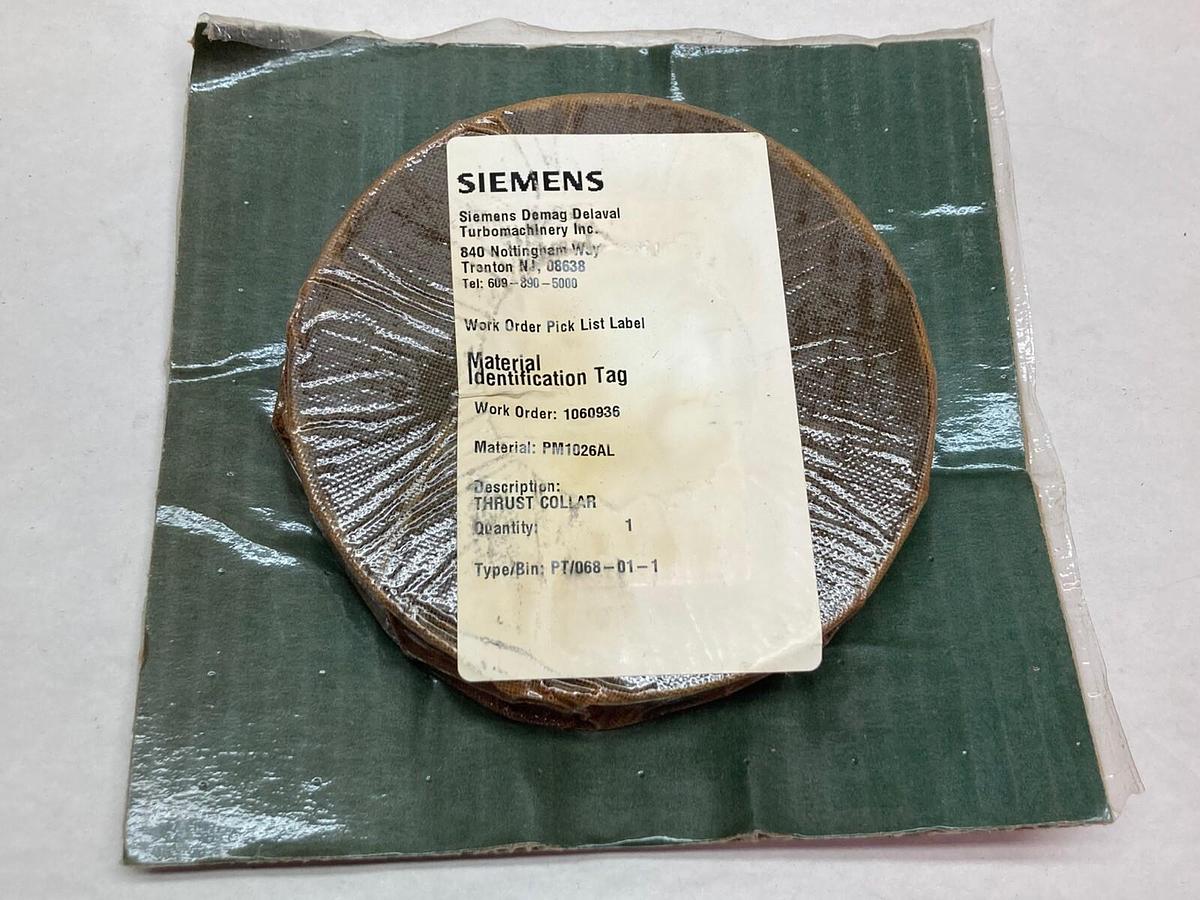 SIEMENS
Siemens Demag Delaval
Turbomachinery Inc.
840 Nottingham Way
Trenton NJ, 08638
Tel: 609-890-5000
Work Order Pick List Label
Material
Identification Tag
Work Order: 1060936
Material: PM1026AL
Description:
THRUST COLLAR
Quantity: 1
Type/Bin: PT/068-01-1